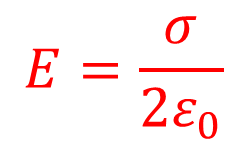 E = σ / 2ε₀